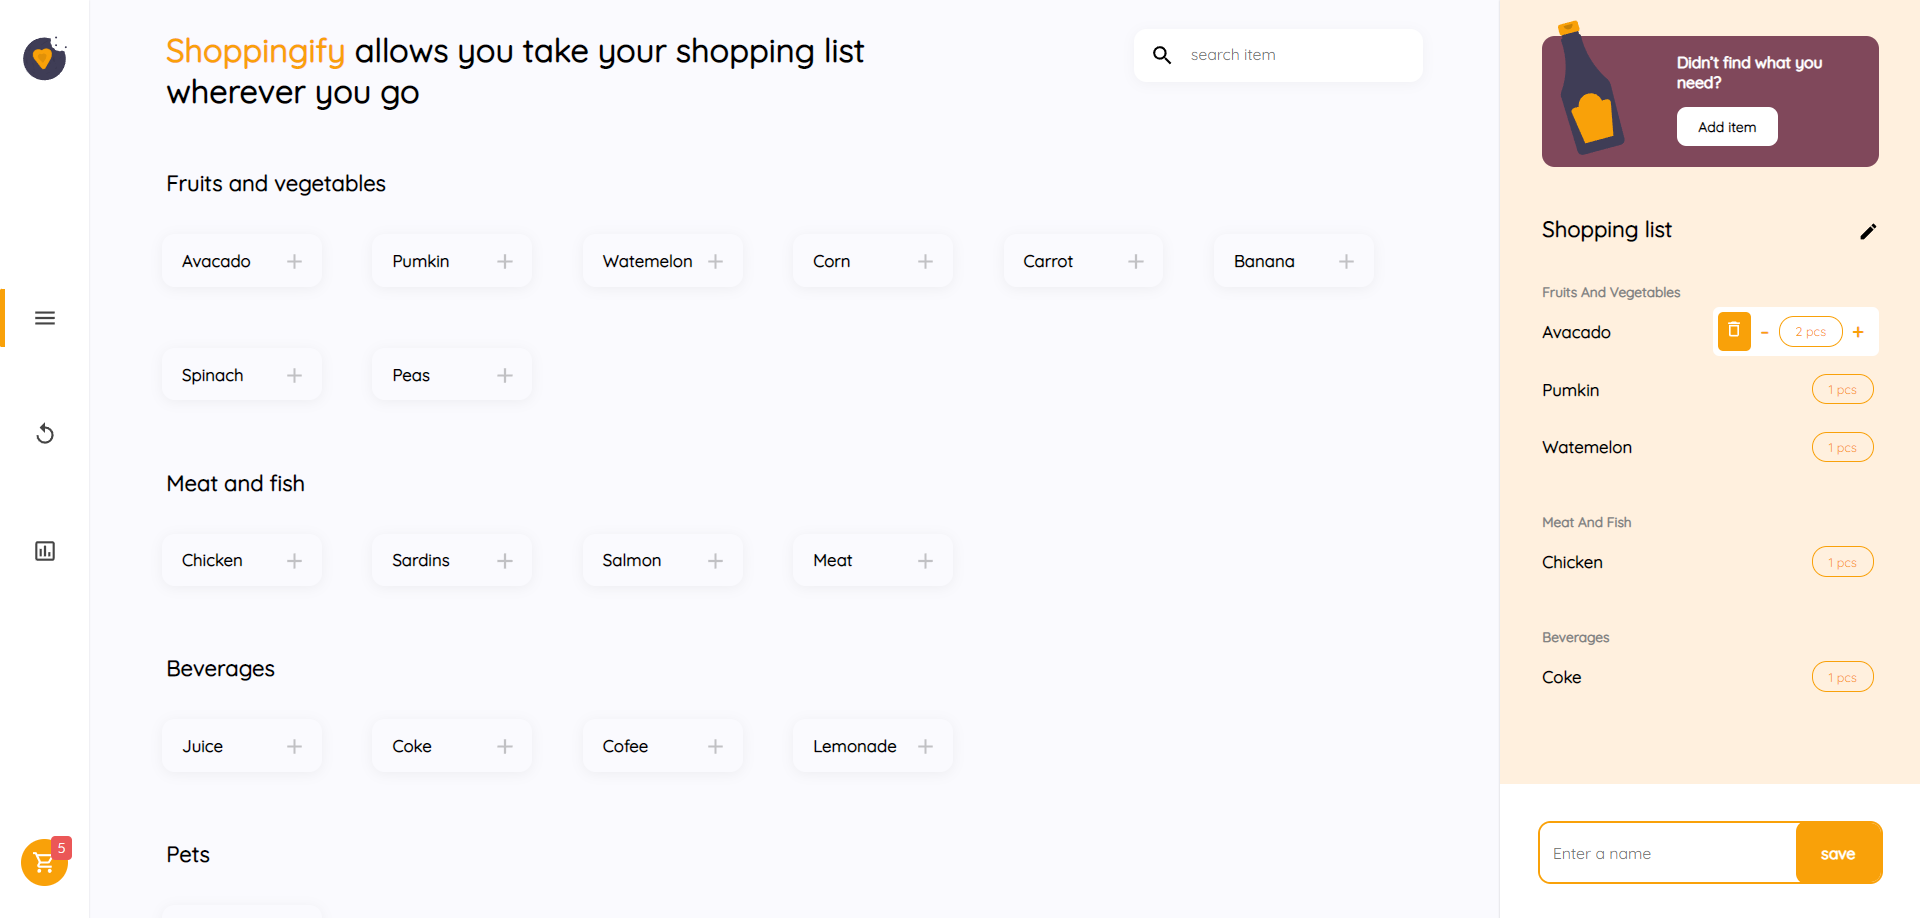 Shoppingify allows you take your shopping list
wherever you go
search item
Fruits and vegetables
Avacado
Pumkin
Watemelon
Corn
Carrot
Banana
Spinach
Peas
Meat and fish
Chicken
Sardins
Salmon
Meat
Beverages
Juice
Coke
Cofee
Lemonade
Pets
5
Didn't find what you
need?
Add item
Shopping list
Fruits And Vegetables
Avacado - 2 pcs +
Pumkin 1 pcs
Watemelon 1 pcs
Meat And Fish
Chicken 1 pcs
Beverages
Coke 1 pcs
Enter a name
save